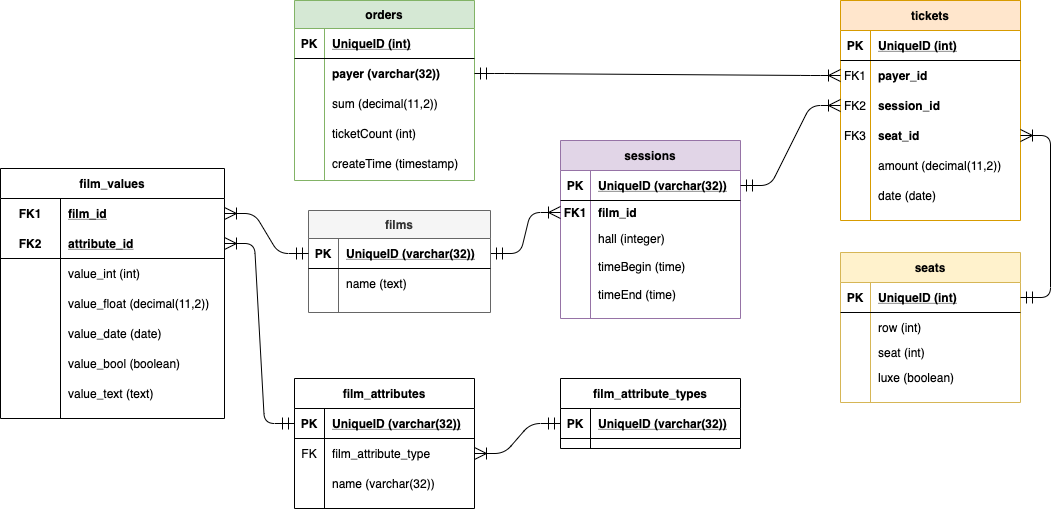 orders
PK UniqueID (int)
payer (varchar(32))
sum (decimal(11,2))
ticketCount (int)
createTime (timestamp)
tickets
PK UniqueID (int)
FK1 payer_id
FK2 session_id
FK3 seat_id
amount (decimal(11,2))
date (date)
sessions
PK UniqueID (varchar(32))
FK1 film_id
hall (integer)
timeBegin (time)
timeEnd (time)
film_values
FK1 film_id
FK2 attribute_id
value_int (int)
value_float (decimal(11,2))
value_date (date)
value_bool (boolean)
value_text (text)
films
PK UniqueID (varchar(32))
name (text)
seats
PK UniqueID (int)
row (int)
seat (int)
luxe (boolean)
film_attributes
PK UniqueID (varchar(32))
FK film_attribute_type
name (varchar(32))
film_attribute_types
PK UniqueID (varchar(32))